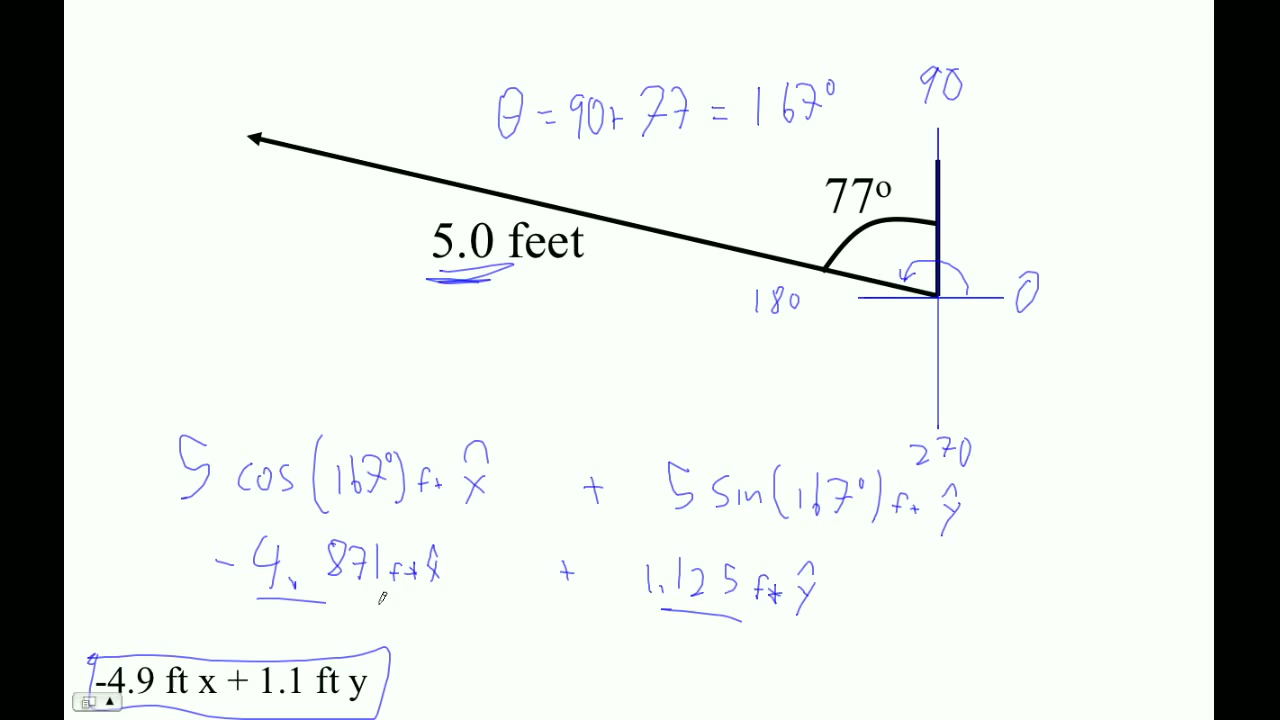 90
θ = 90 + 77 = 167°
77º
5.0 feet
180
0
270
5 cos(167°) ft x̂ + 5 sin(167°) ft ŷ
-4.871 ft x̂ + 1.125 ft ŷ
-4.9 ft x + 1.1 ft y